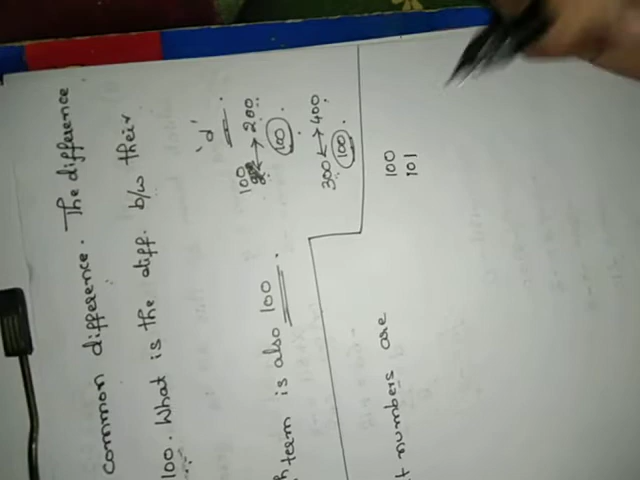 common difference. The difference
100. What is the diff. b/w their
'd'.
100 ↔ 200
100.
term is also 100.
300 ↔ 400
100.
numbers are
100
101